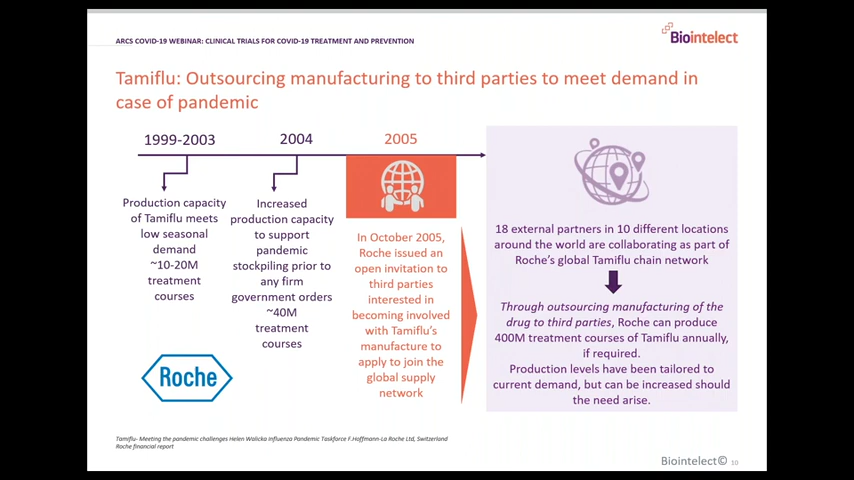 ARCS COVID-19 WEBINAR: CLINICAL TRIALS FOR COVID-19 TREATMENT AND PREVENTION
Biointelect
Tamiflu: Outsourcing manufacturing to third parties to meet demand in
case of pandemic
1999-2003
Production capacity
of Tamiflu meets
low seasonal
demand
~10-20M
treatment
courses
2004
Increased
production capacity
to support
pandemic
stockpiling prior to
any firm
government orders
~40M
treatment
courses
2005
In October 2005,
Roche issued an
open invitation to
third parties
interested in
becoming involved
with Tamiflu's
manufacture to
apply to join the
global supply
network
18 external partners in 10 different locations
around the world are collaborating as part of
Roche's global Tamiflu chain network
Through outsourcing manufacturing of the
drug to third parties, Roche can produce
400M treatment courses of Tamiflu annually,
if required.
Production levels have been tailored to
current demand, but can be increased should
the need arise.
Roche
Tamiflu- Meeting the pandemic challenges Helen Walicka Influenza Pandemic Taskforce F.Hoffmann-La Roche Ltd, Switzerland
Roche financial report
Biointelect© 10